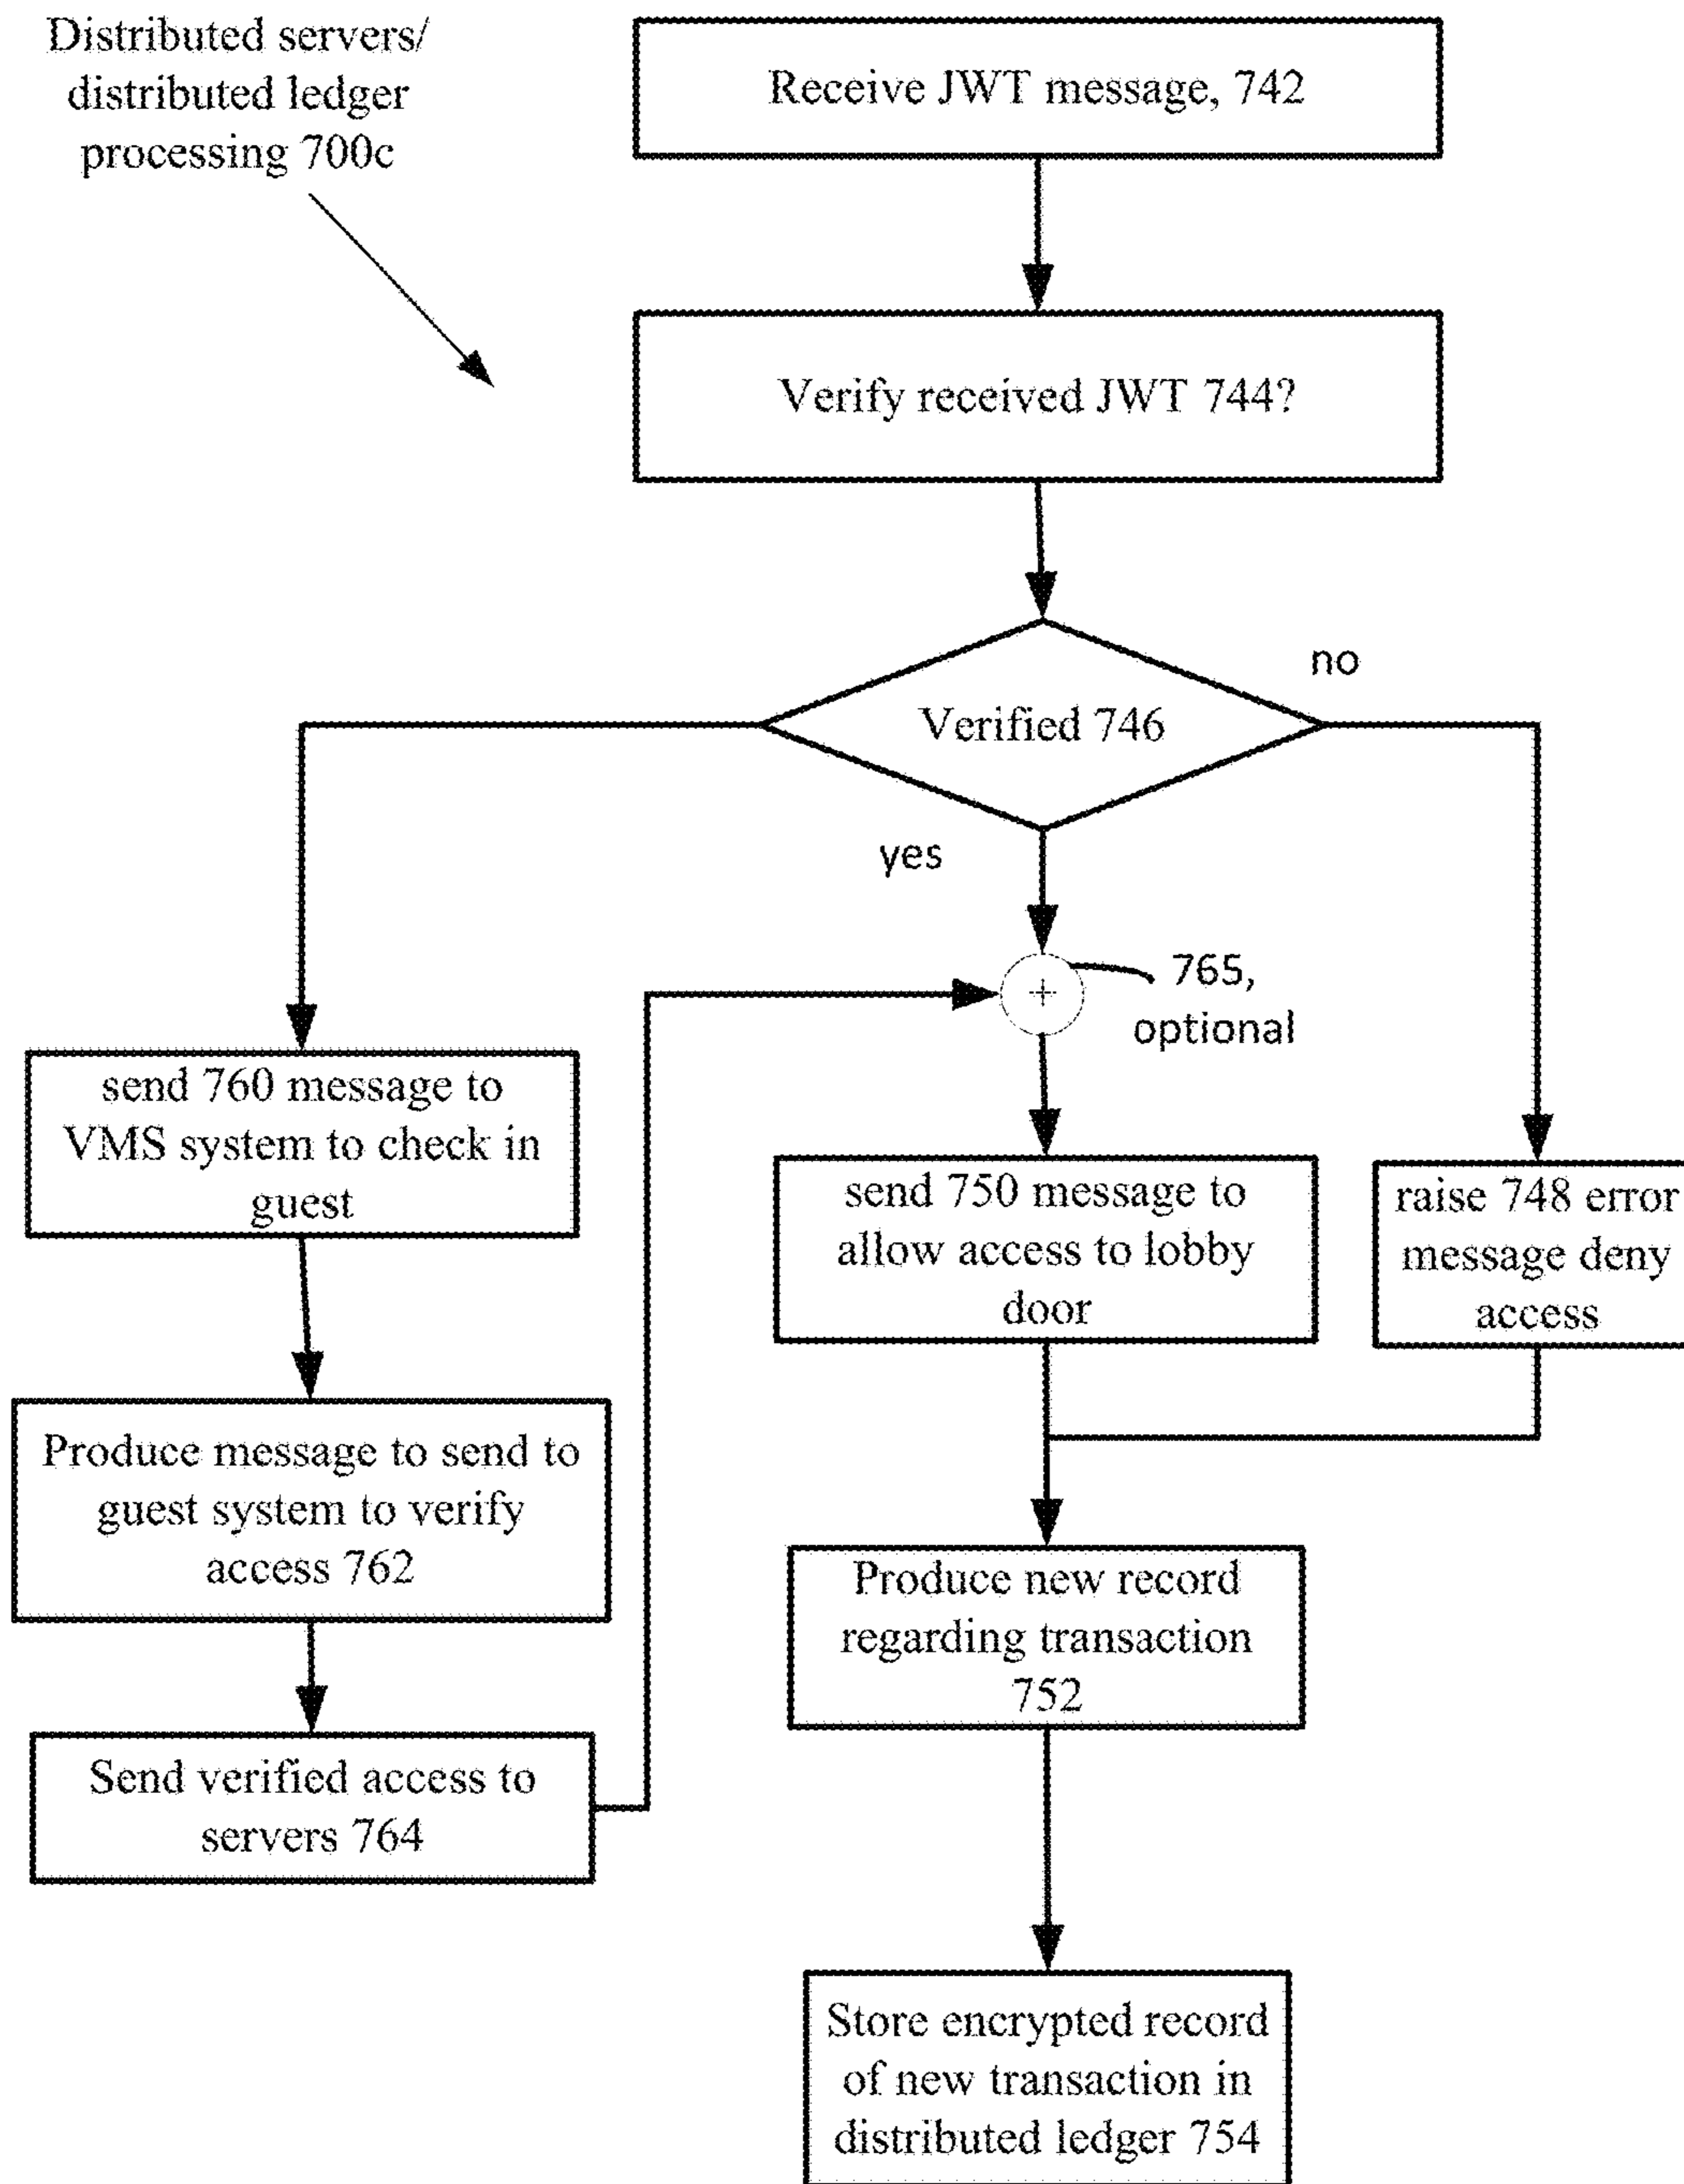 Distributed servers/
distributed ledger
processing 700c
Receive JWT message, 742
Verify received JWT 744?
Verified 746
no
yes
765,
optional
+
send 760 message to
VMS system to check in
guest
send 750 message to
allow access to lobby
door
raise 748 error
message deny
access
Produce message to send to
guest system to verify
access 762
Produce new record
regarding transaction
752
Send verified access to
servers 764
Store encrypted record
of new transaction in
distributed ledger 754